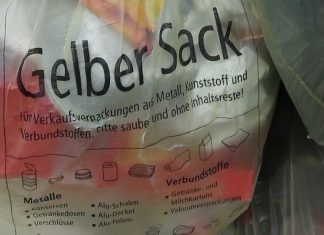 Gelber Sack
für Verkaufsverpackungen aus Metall, Kunststoff und
Verbundstoffen. Bitte sauber und ohne Inhaltsreste!
Metalle
Konserven
Getränkedosen
Verschlüsse
Alu-Schalen
Alu-Deckel
Alu-Folien
Verbundstoffe
Getränke- und
Milchkartons
Vakuumverpackungen